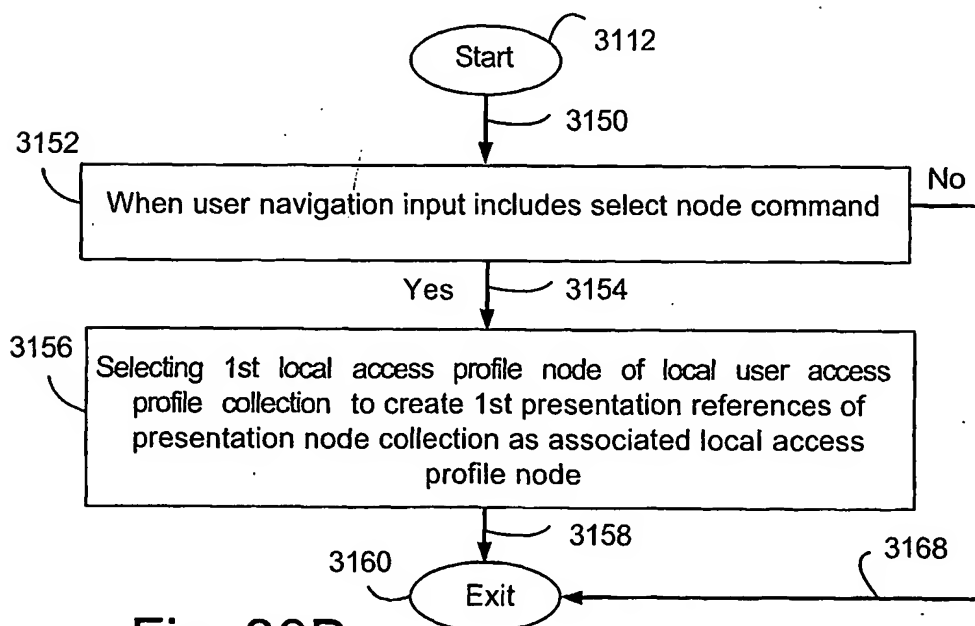 Start
3112
3150
3152
No
When user navigation input includes select node command
Yes
3154
3156
Selecting 1st local access profile node of local user access
profile collection to create 1st presentation references of
presentation node collection as associated local access
profile node
3158
3160
3168
Exit